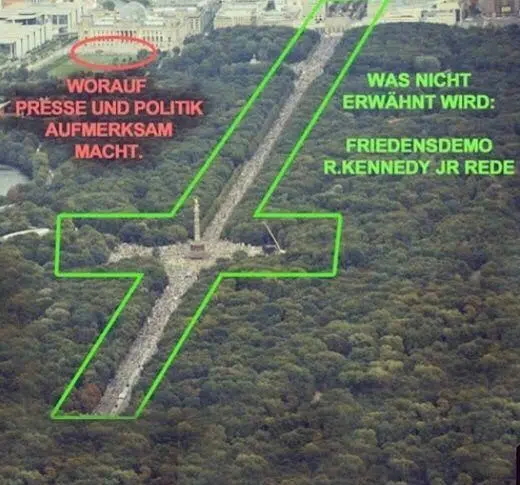 WORAUF
PRESSE UND POLITIK
AUFMERKSAM
MACHT.
WAS NICHT
ERWÄHNT WIRD:
FRIEDENSDEMO
R.KENNEDY JR REDE